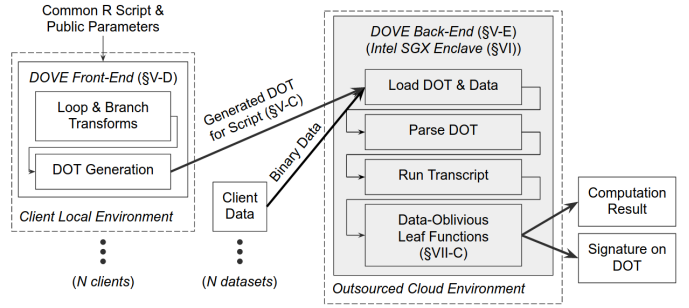 Common R Script &
Public Parameters
DOVE Front-End (§V-D)
Loop & Branch
Transforms
DOT Generation
Client Local Environment
(N clients)
Generated DOT
for Script (§V-C)
Binary Data
Client
Data
(N datasets)
DOVE Back-End (§V-E)
(Intel SGX Enclave (§VI))
Load DOT & Data
Parse DOT
Run Transcript
Data-Oblivious
Leaf Functions
(§VII-C)
Outsourced Cloud Environment
Computation
Result
Signature on
DOT